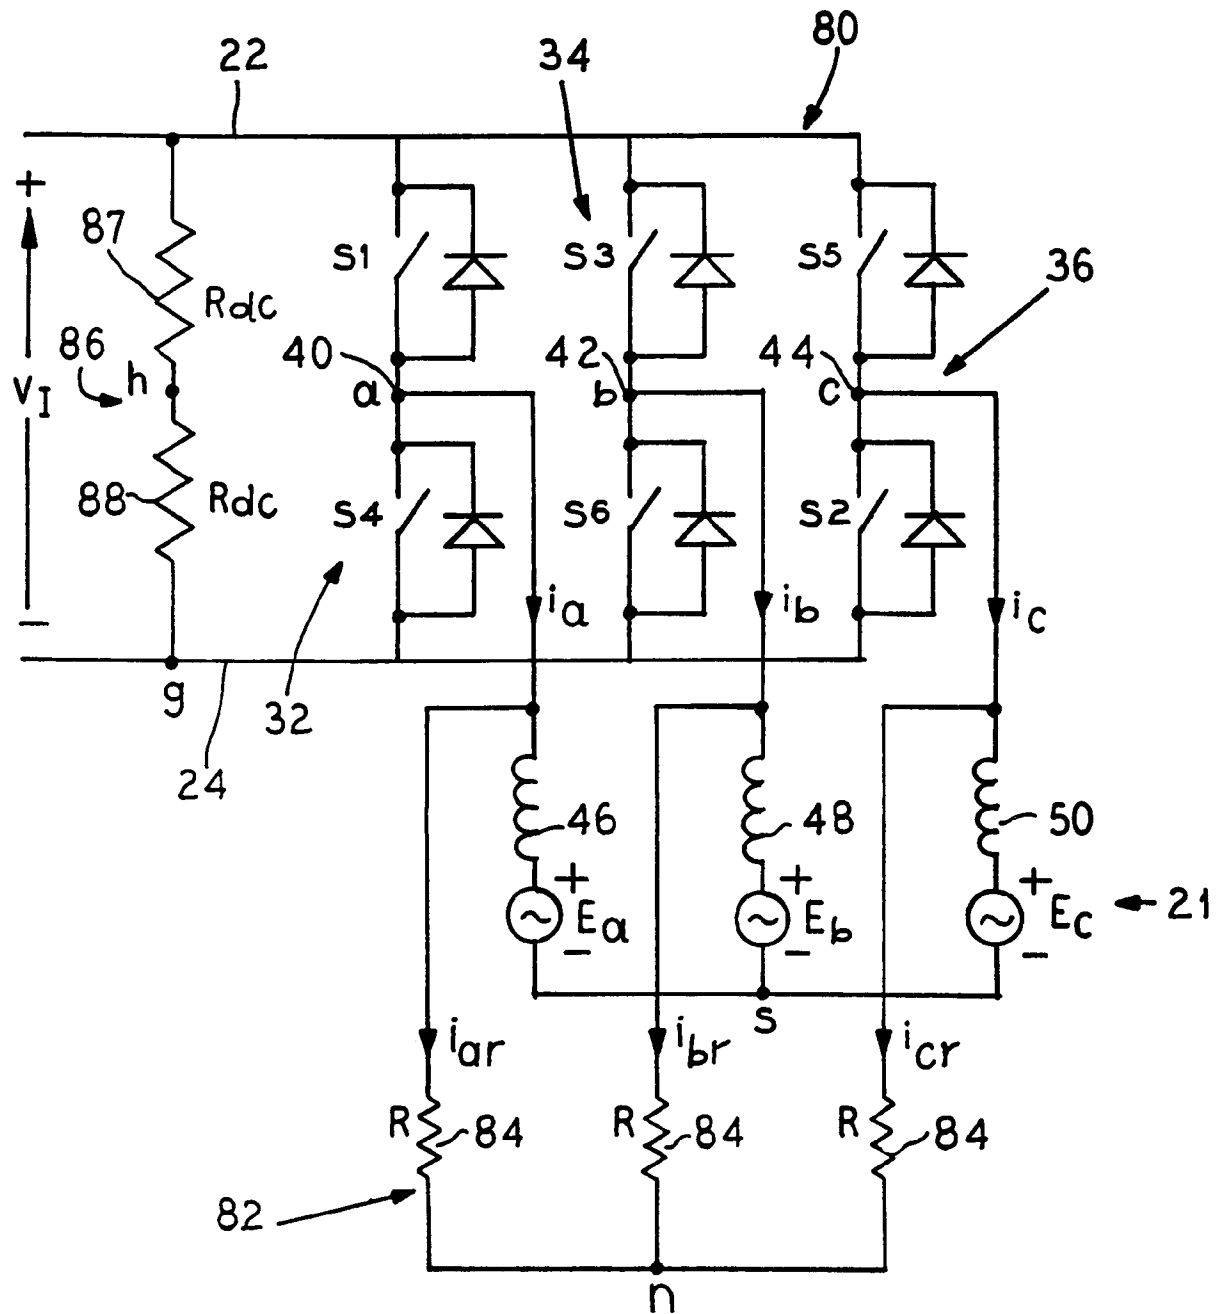 80
22
34
+
87
S1
S3
S5
36
Rdc
86
40
42
44
h
a
b
c
vI
88
Rdc
S4
S6
S2
ia
ib
ic
−
g
32
24
46
48
50
+
+
+
Ea
Eb
Ec
21
−
−
−
s
iar
ibr
icr
R
84
R
84
R
84
82
n